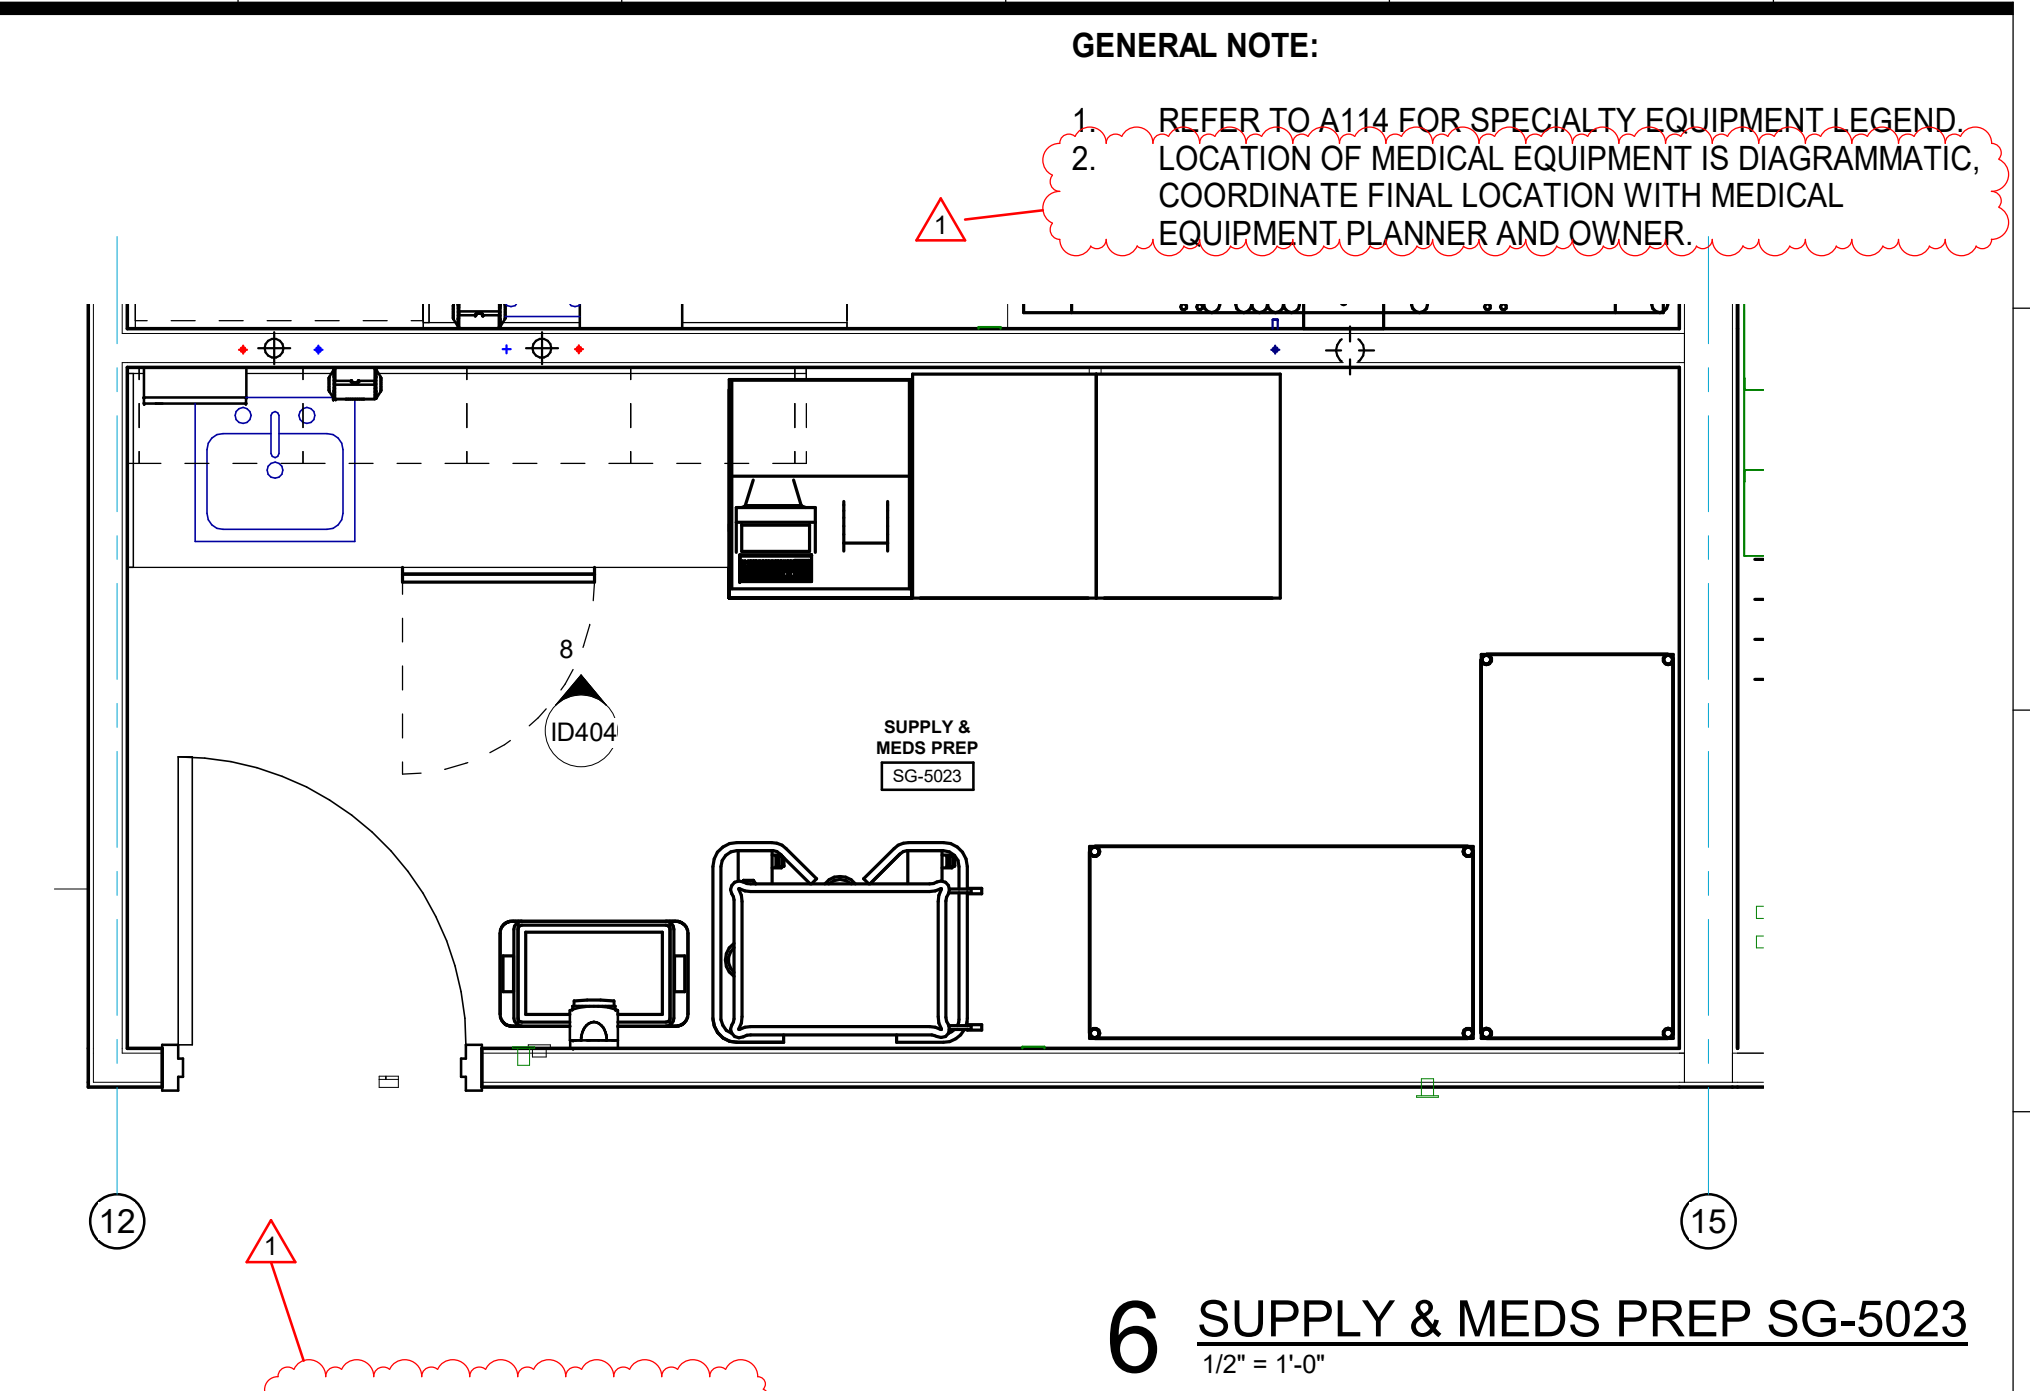 GENERAL NOTE:
1. REFER TO A114 FOR SPECIALTY EQUIPMENT LEGEND.
2. LOCATION OF MEDICAL EQUIPMENT IS DIAGRAMMATIC,
COORDINATE FINAL LOCATION WITH MEDICAL
EQUIPMENT PLANNER AND OWNER.
1
8
ID404
SUPPLY &
MEDS PREP
SG-5023
12
15
1
6 SUPPLY & MEDS PREP SG-5023
1/2" = 1'-0"